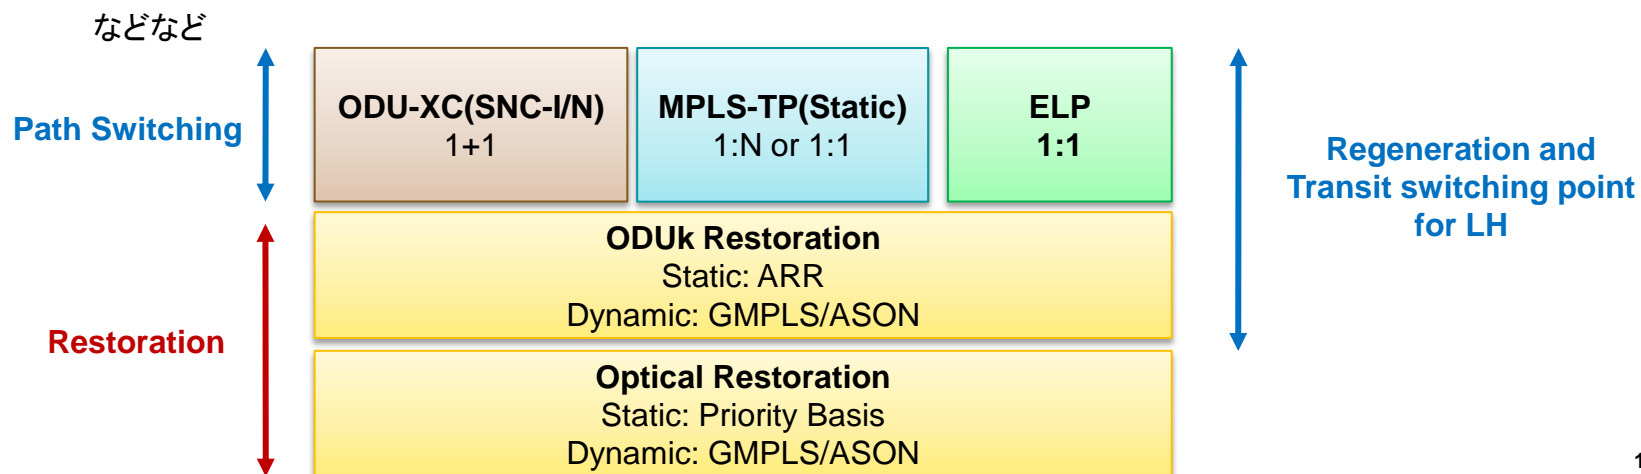 などなど
Path Switching
ODU-XC(SNC-I/N)
1+1
MPLS-TP(Static)
1:N or 1:1
ELP
1:1
Regeneration and
Transit switching point
for LH
Restoration
ODUk Restoration
Static: ARR
Dynamic: GMPLS/ASON
Optical Restoration
Static: Priority Basis
Dynamic: GMPLS/ASON
1